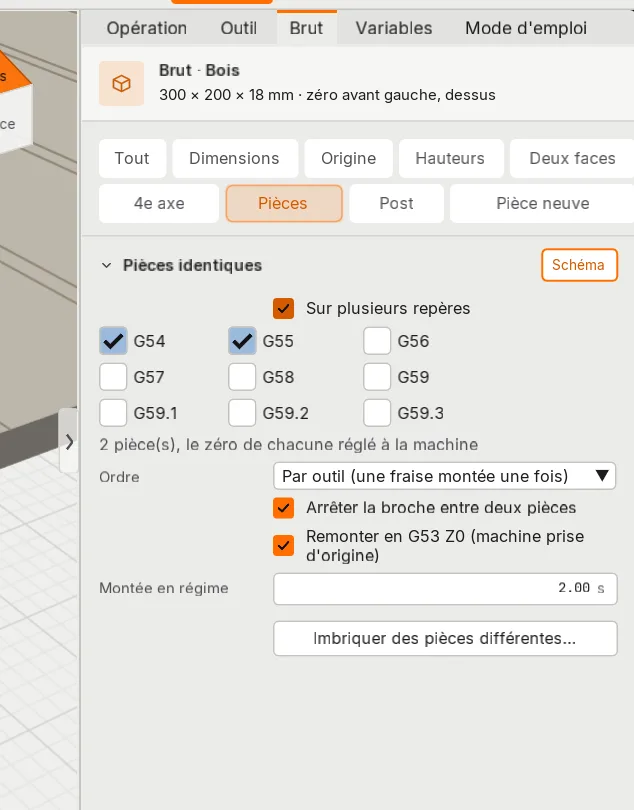 Opération Outil Brut Variables Mode d'emploi
Brut · Bois
300 × 200 × 18 mm · zéro avant gauche, dessus
s
ce
Tout Dimensions Origine Hauteurs Deux faces
4e axe Pièces Post Pièce neuve
Pièces identiques Schéma
Sur plusieurs repères
G54 G55 G56
G57 G58 G59
G59.1 G59.2 G59.3
2 pièce(s), le zéro de chacune réglé à la machine
Ordre Par outil (une fraise montée une fois)
Arrêter la broche entre deux pièces
Remonter en G53 Z0 (machine prise
d'origine)
Montée en régime 2.00 s
Imbriquer des pièces différentes...